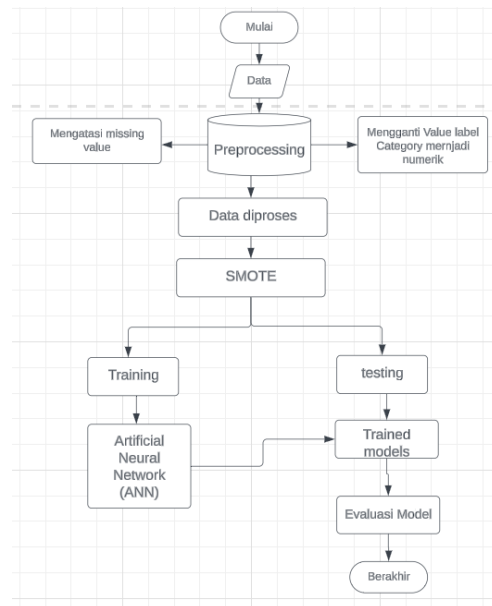 Mulai
Data
Mengatasi missing
value
Preprocessing
Mengganti Value label
Category mernjadi
numerik
Data diproses
SMOTE
Training
testing
Artificial
Neural
Network
(ANN)
Trained
models
Evaluasi Model
Berakhir